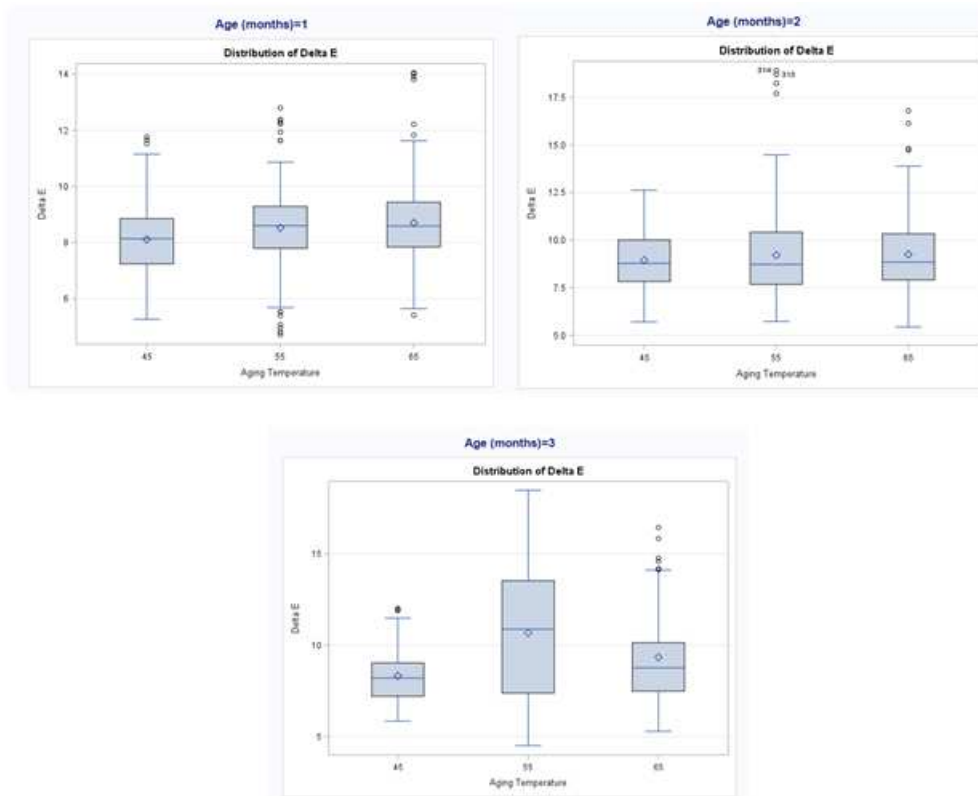 Age (months)=1
Distribution of Delta E
14
12
10
8
6
Delta E
45
55
65
Aging Temperature
Age (months)=2
Distribution of Delta E
17.5
15.0
12.5
10.0
7.5
5.0
Delta E
45
55
65
Aging Temperature
Age (months)=3
Distribution of Delta E
15
10
5
Delta E
45
55
65
Aging Temperature